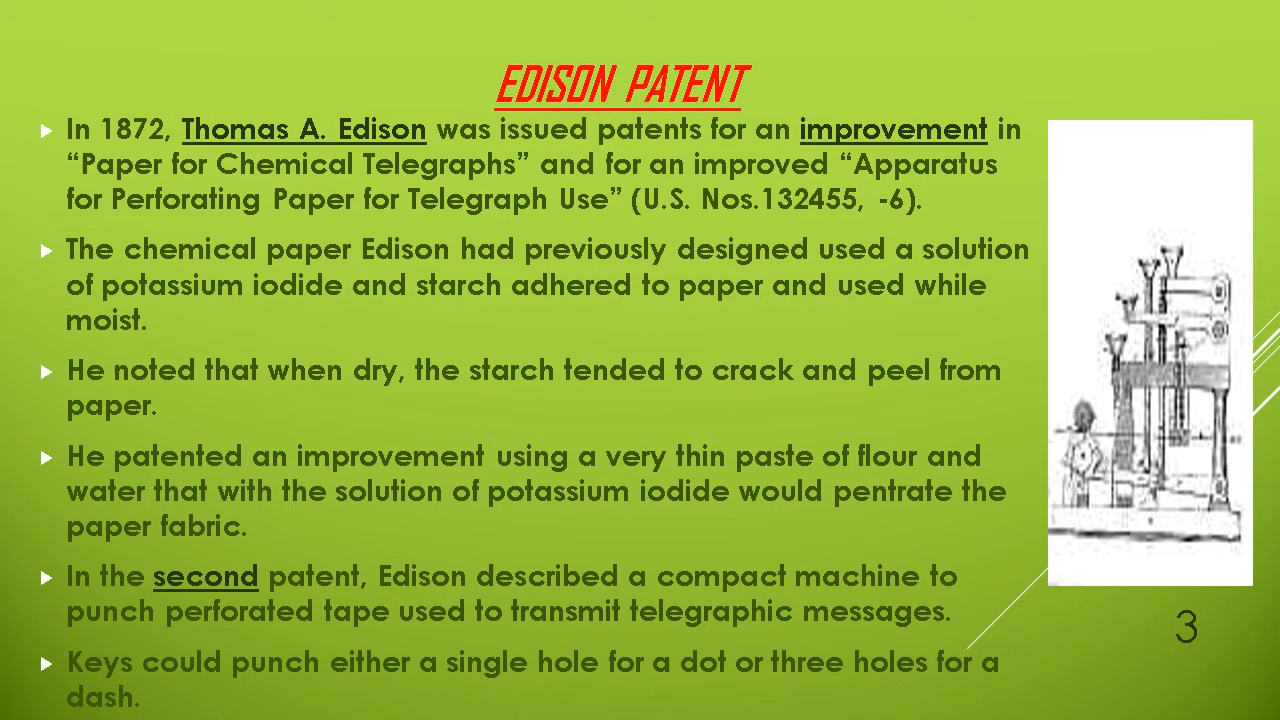 EDISON PATENT
In 1872, Thomas A. Edison was issued patents for an improvement in
“Paper for Chemical Telegraphs” and for an improved “Apparatus
for Perforating Paper for Telegraph Use” (U.S. Nos.132455, -6).
The chemical paper Edison had previously designed used a solution
of potassium iodide and starch adhered to paper and used while
moist.
He noted that when dry, the starch tended to crack and peel from
paper.
He patented an improvement using a very thin paste of flour and
water that with the solution of potassium iodide would pentrate the
paper fabric.
In the second patent, Edison described a compact machine to
punch perforated tape used to transmit telegraphic messages.
Keys could punch either a single hole for a dot or three holes for a
dash.
3